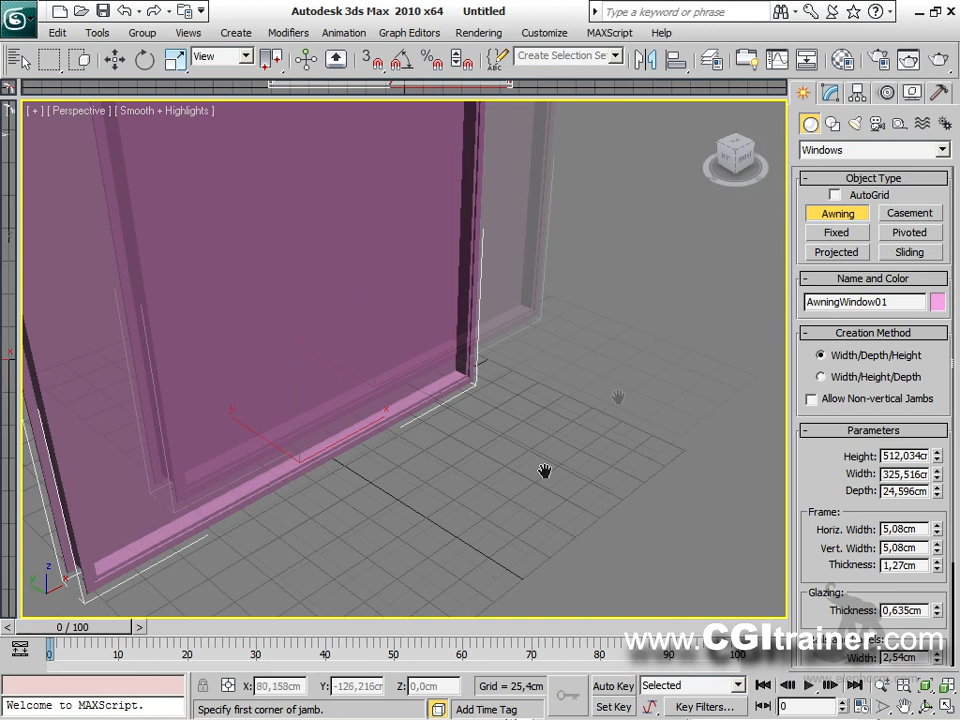 Autodesk 3ds Max 2010 x64 Untitled
Type a keyword or phrase
Edit Tools Group Views Create Modifiers Animation Graph Editors Rendering Customize MAXScript Help
View
3
%
ABC
Create Selection Se
[ + ] [ Perspective ] [ Smooth + Highlights ]
Windows
- Object Type
AutoGrid
Awning Casement
Fixed Pivoted
Projected Sliding
- Name and Color
AwningWindow01
- Creation Method
Width/Depth/Height
Width/Height/Depth
Allow Non-vertical Jambs
- Parameters
Height: 512,034cr
Width: 325,516cr
Depth: 24,596cm
Frame:
Horiz. Width: 5,08cm
Vert. Width: 5,08cm
Thickness: 1,27cm
Glazing:
Thickness: 0,635cm
Width: 2,54cm
y
x
z
y
x
x
< 0 / 100 >
0 10 20 30 40 50 60 70 80 90 100
www.CGItrainer.com
X: 80,158cm Y: -126,216cr Z: 0,0cm Grid = 25,4cm Auto Key Selected
Welcome to MAXScript. Specify first corner of jamb. Add Time Tag Set Key Key Filters... 0